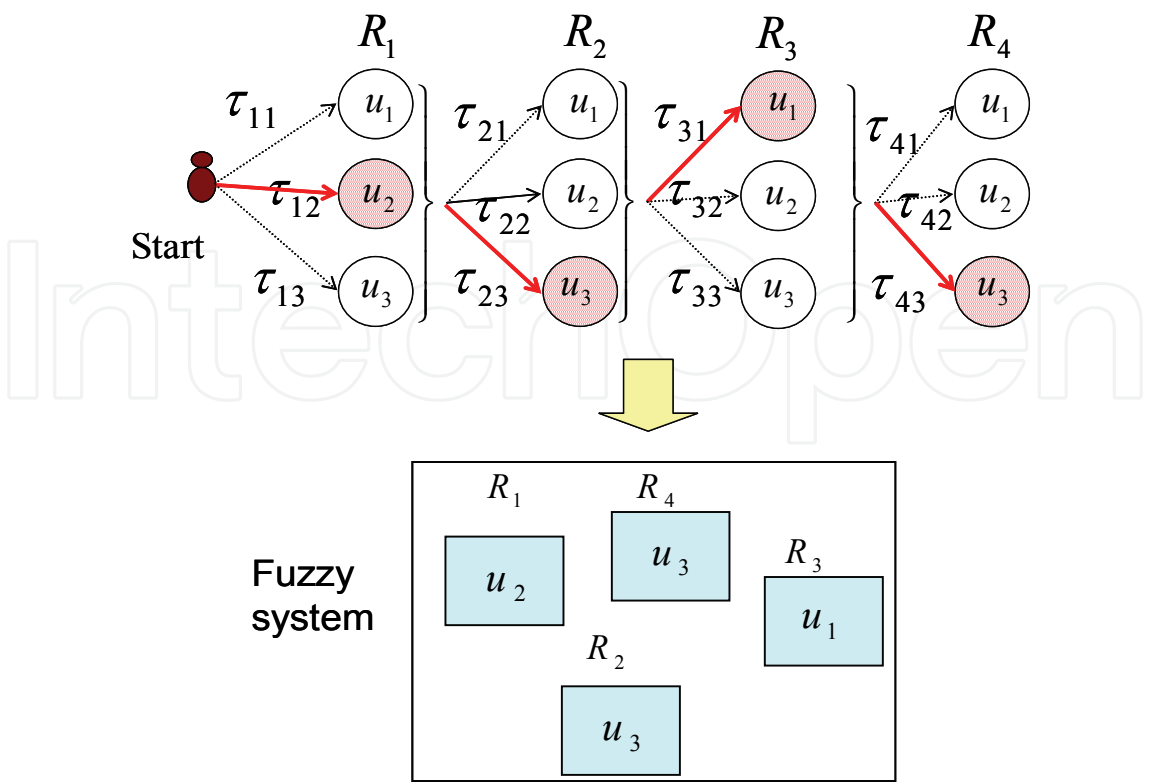 R₁ R₂ R₃ R₄
u₁ u₁ u₁ u₁
τ₁₁ τ₂₁ τ₃₁ τ₄₁
τ₁₂ u₂ τ₂₂ u₂ τ₃₂ u₂ τ₄₂ u₂
Start
τ₁₃ u₃ τ₂₃ u₃ τ₃₃ u₃ τ₄₃ u₃
IntechOpen
R₁ R₄
R₃
Fuzzy
system
u₂ u₃
u₁
R₂
u₃